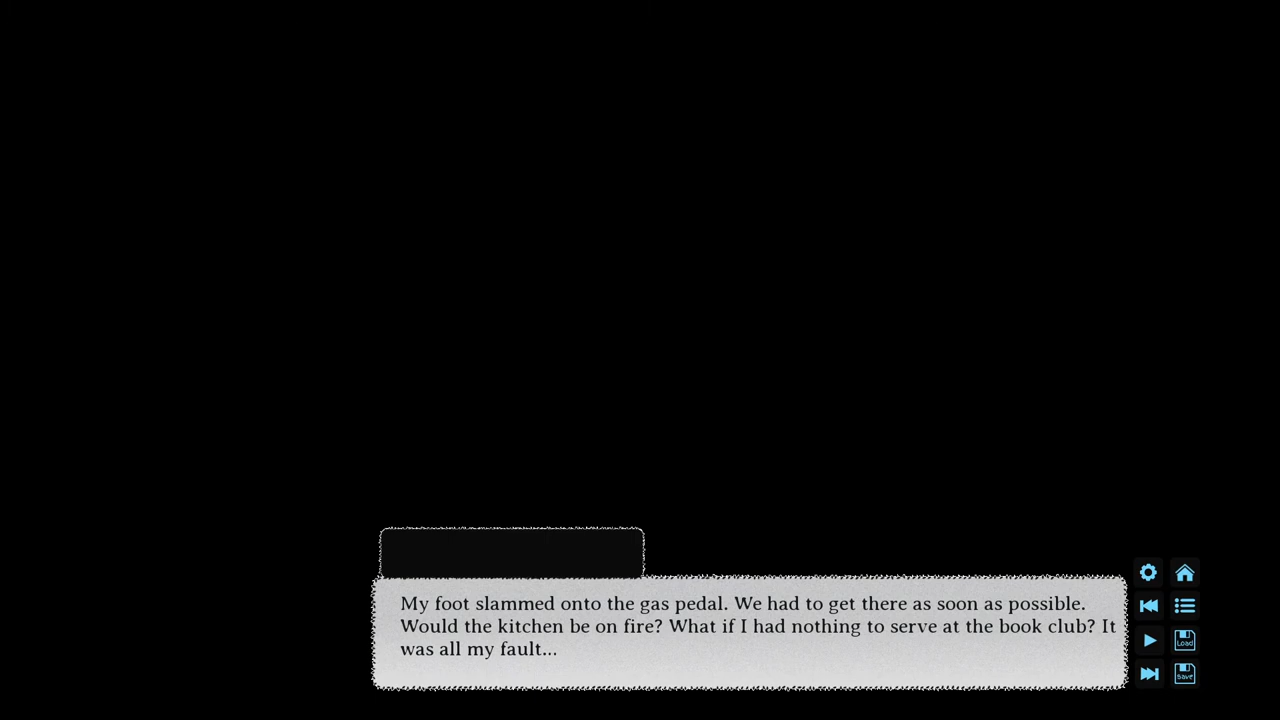 My foot slammed onto the gas pedal. We had to get there as soon as possible.
Would the kitchen be on fire? What if I had nothing to serve at the book club? It
was all my fault...
Load
Save